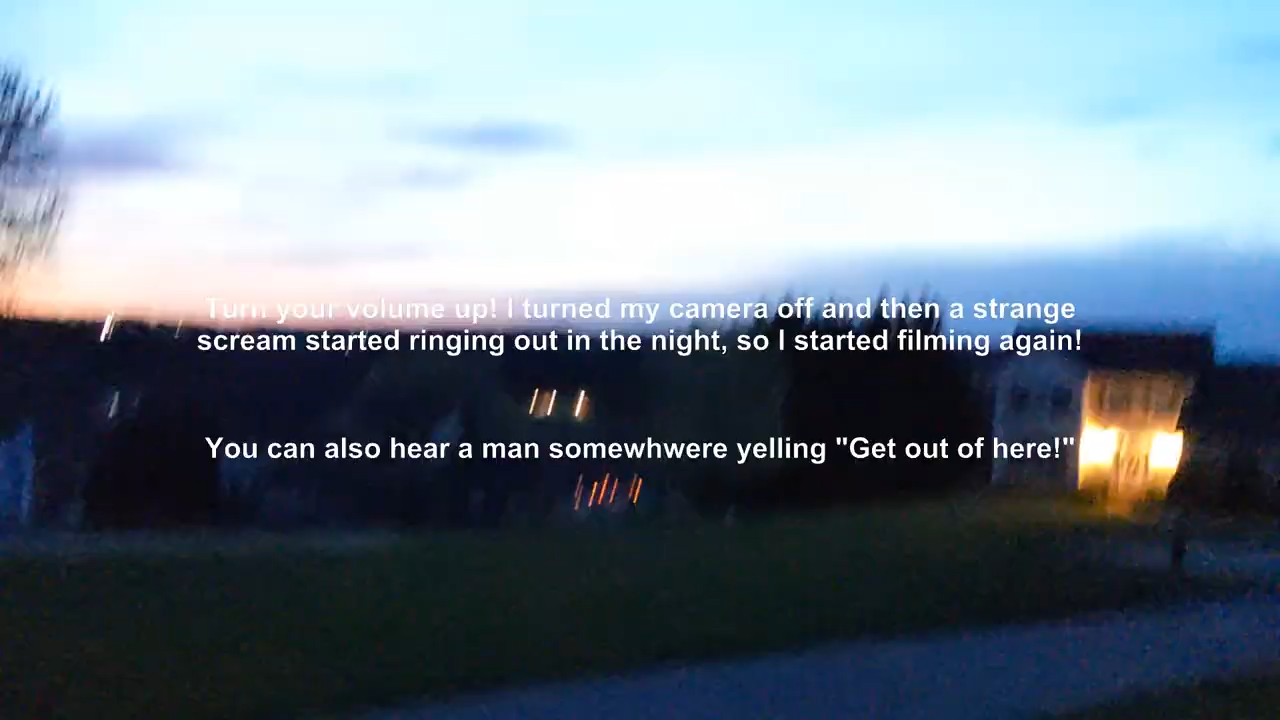 Turn your volume up! I turned my camera off and then a strange
scream started ringing out in the night, so I started filming again!
You can also hear a man somewhwere yelling "Get out of here!"